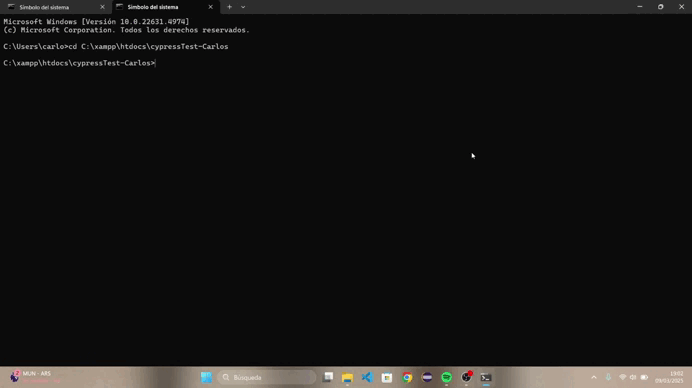 Símbolo del sistema
Símbolo del sistema
Microsoft Windows [Versión 10.0.22631.4974]
(c) Microsoft Corporation. Todos los derechos reservados.
C:\Users\carlo>cd C:\xampp\htdocs\cypressTest-Carlos
C:\xampp\htdocs\cypressTest-Carlos>
MUN - ARS
Búsqueda
19:02
09/03/2025